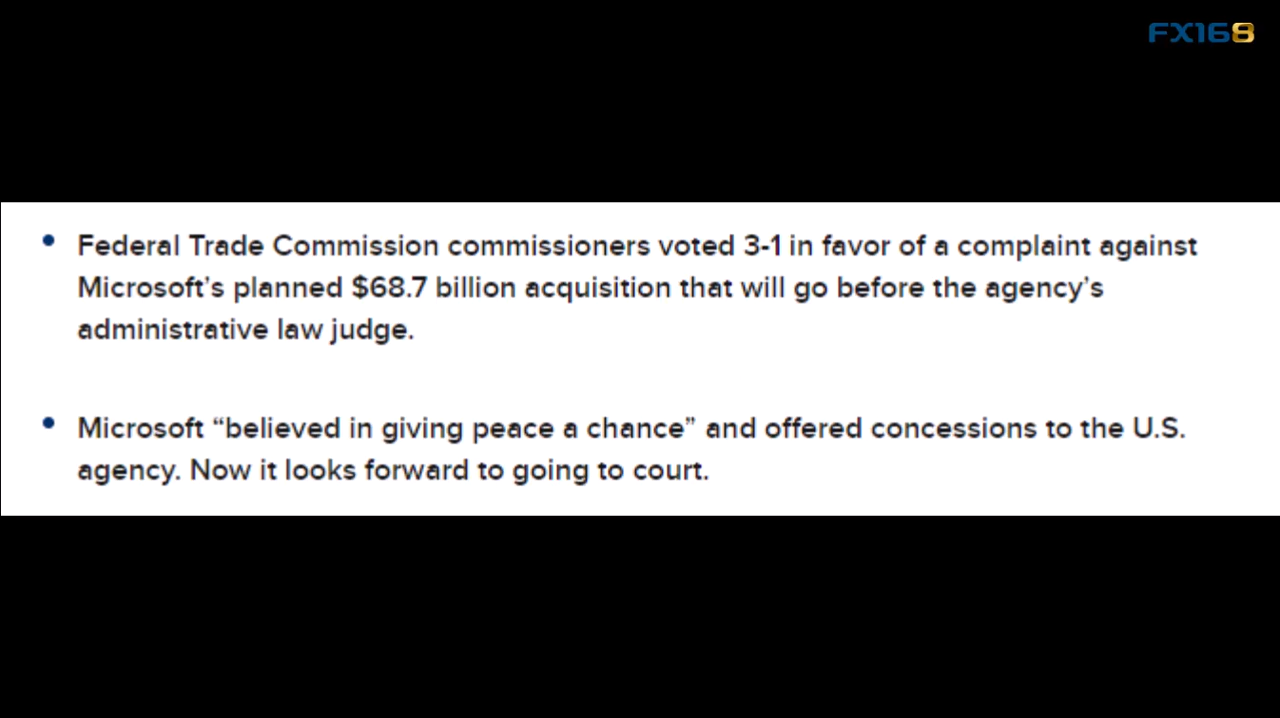 FX168
Federal Trade Commission commissioners voted 3-1 in favor of a complaint against
Microsoft’s planned $68.7 billion acquisition that will go before the agency’s
administrative law judge.
Microsoft “believed in giving peace a chance” and offered concessions to the U.S.
agency. Now it looks forward to going to court.